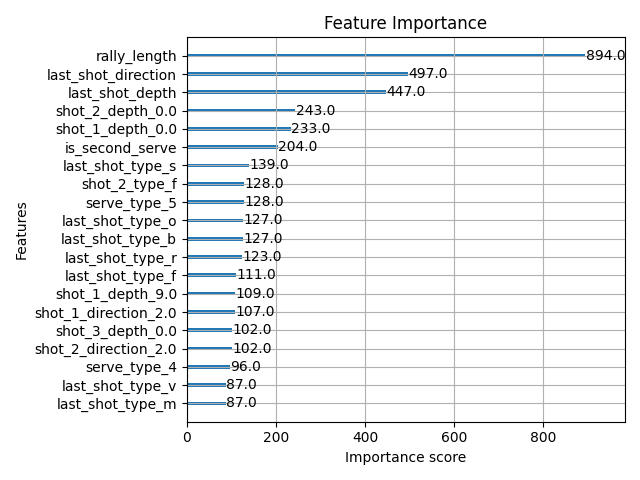 Feature Importance
rally_length 894.0
last_shot_direction 497.0
last_shot_depth 447.0
shot_2_depth_0.0 243.0
shot_1_depth_0.0 233.0
is_second_serve 204.0
last_shot_type_s 139.0
shot_2_type_f 128.0
serve_type_5 128.0
last_shot_type_o 127.0
last_shot_type_b 127.0
last_shot_type_r 123.0
last_shot_type_f 111.0
shot_1_depth_9.0 109.0
shot_1_direction_2.0 107.0
shot_3_depth_0.0 102.0
shot_2_direction_2.0 102.0
serve_type_4 96.0
last_shot_type_v 87.0
last_shot_type_m 87.0
Features
0 200 400 600 800
Importance score